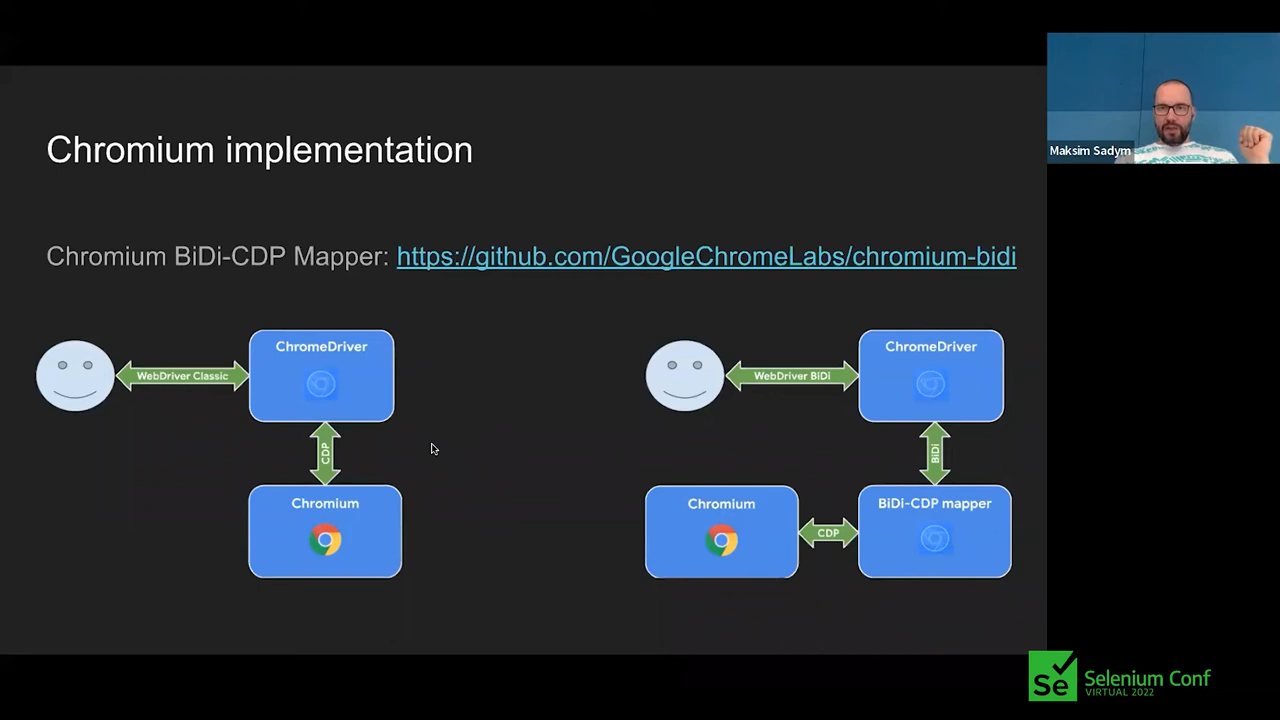 Chromium implementation
Maksim Sadym
Chromium BiDi-CDP Mapper: https://github.com/GoogleChromeLabs/chromium-bidi
ChromeDriver
WebDriver Classic
CDP
Chromium
ChromeDriver
WebDriver BiDi
BiDi
Chromium
CDP
BiDi-CDP mapper
Se
Selenium Conf
VIRTUAL 2022